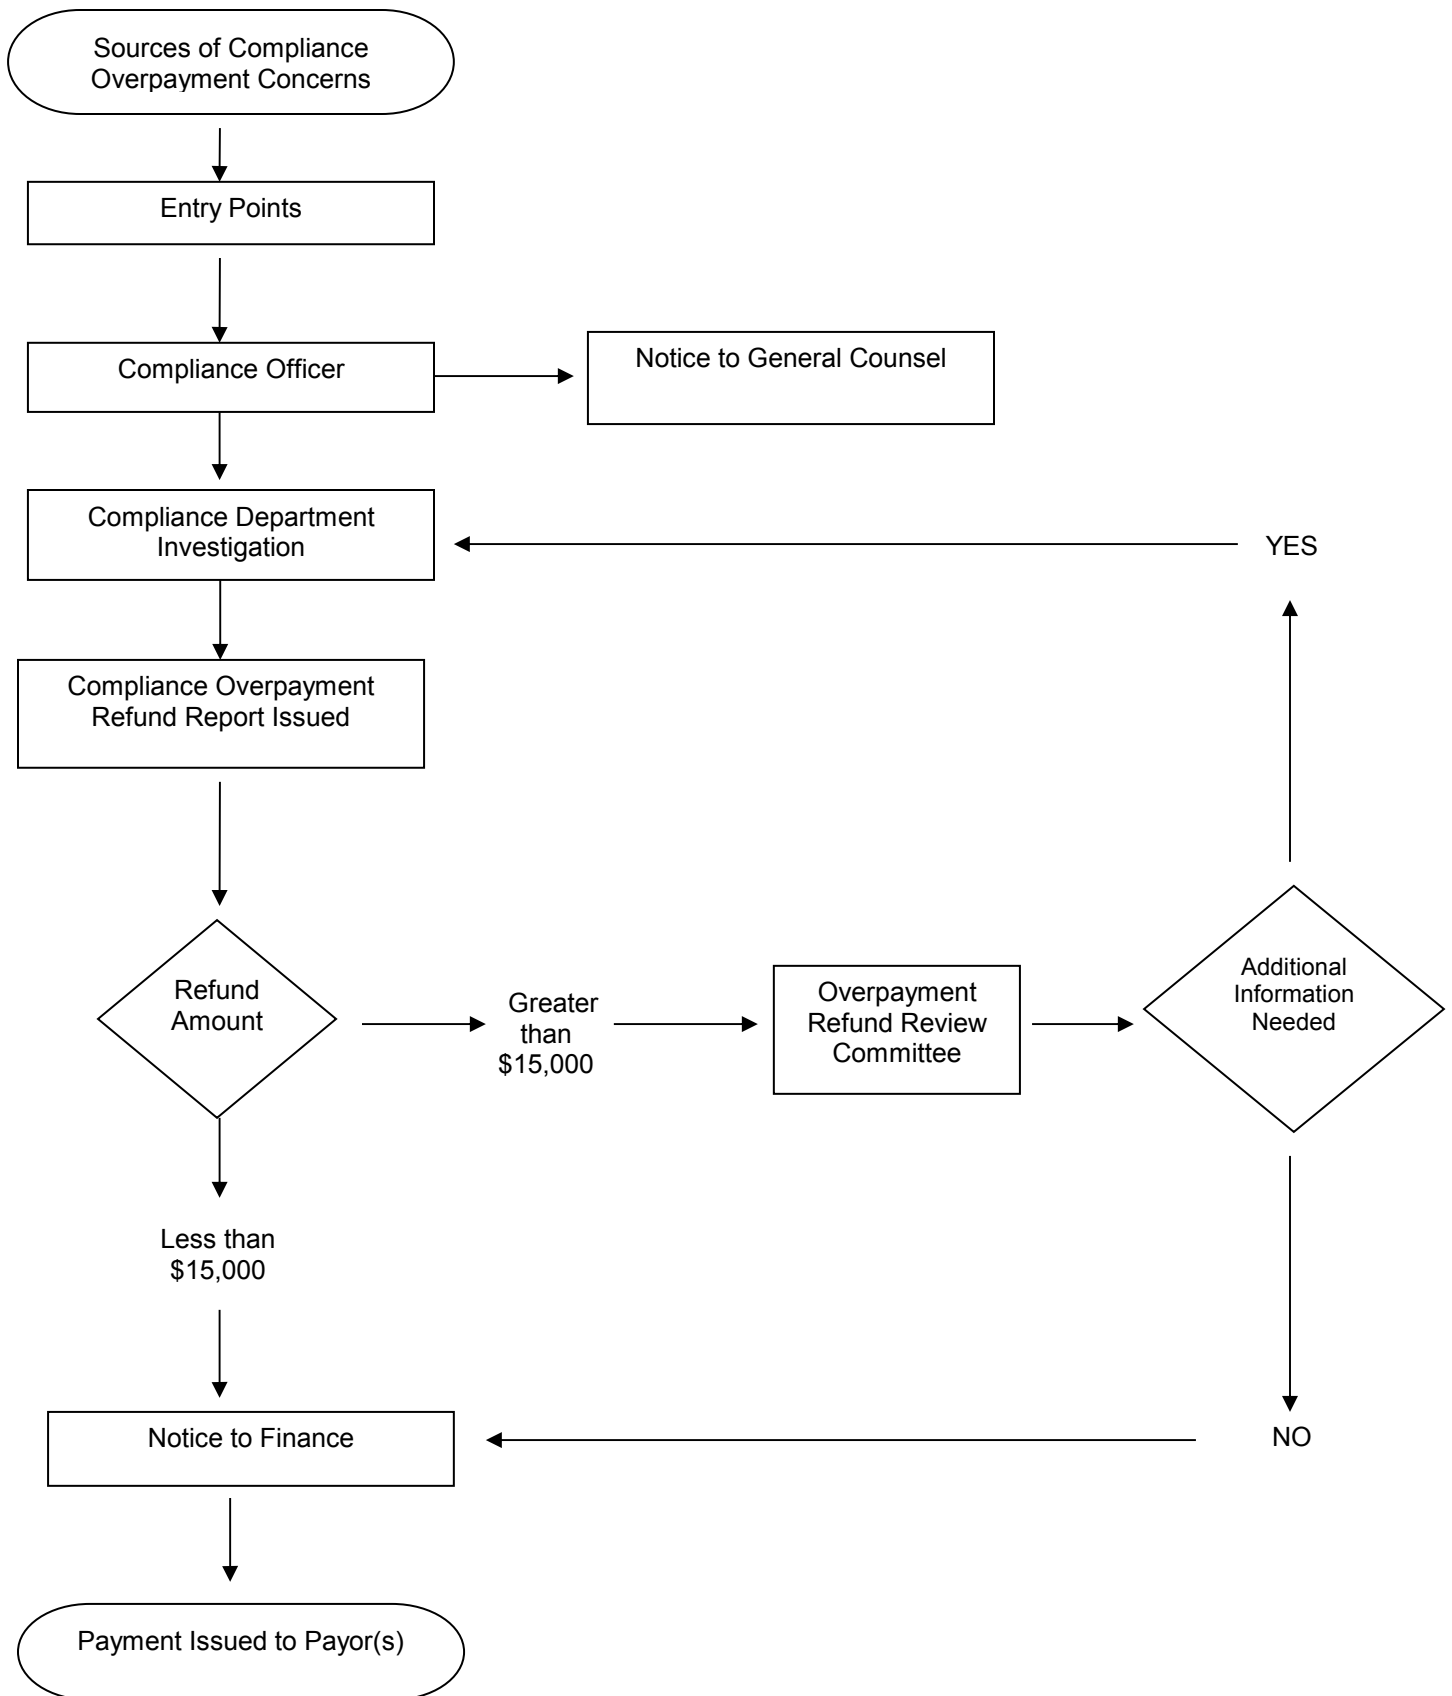 Sources of Compliance
Overpayment Concerns
Entry Points
Compliance Officer
Notice to General Counsel
Compliance Department
Investigation
YES
Compliance Overpayment
Refund Report Issued
Refund
Amount
Greater
than
$15,000
Overpayment
Refund Review
Committee
Additional
Information
Needed
Less than
$15,000
Notice to Finance
NO
Payment Issued to Payor(s)